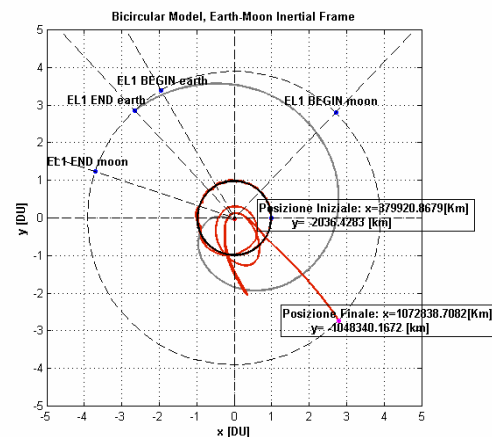 Bicircular Model, Earth-Moon Inertial Frame
5
EL1 BEGIN earth
4
EL1 END earth
EL1 BEGIN moon
3
2
EL1 END moon
1
Posizione Iniziale: x=379920.8679[Km]
y= -2036.4283 [km]
0
y [DU]
-1
-2
Posizione Finale: x=1072838.7082[Km]
y= -1048340.1672 [km]
-3
-4
-5
-5 -4 -3 -2 -1 0 1 2 3 4 5
x [DU]